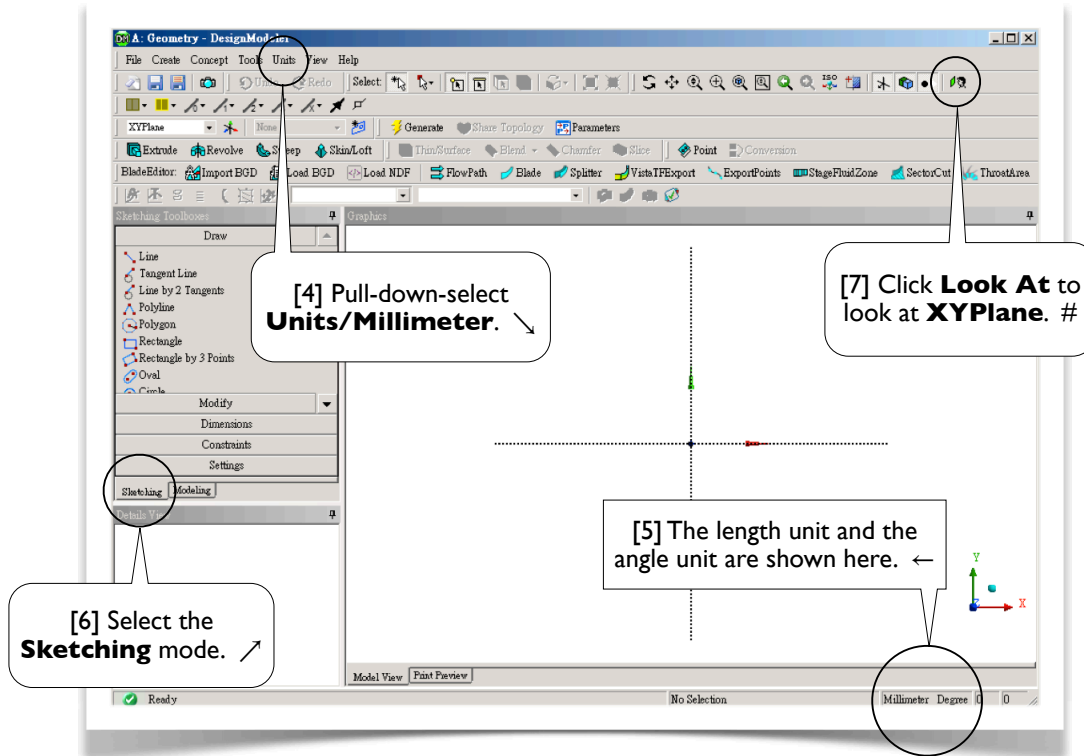 A: Geometry - DesignModeler
File Create Concept Tools Units View Help
Undo Redo Select: ISO
XYPlane None Generate Share Topology Parameters
Extrude Revolve Sweep Skin/Loft Thin/Surface Blend Chamfer Slice Point Conversion
BladeEditor: Import BGD Load BGD Load NDF FlowPath Blade Splitter VistaTFExport ExportPoints StageFluidZone SectorCut ThroatArea
Sketching Toolboxes
Graphics
Draw
Line
Tangent Line
Line by 2 Tangents
Polyline
Polygon
Rectangle
Rectangle by 3 Points
Oval
Circle
Modify
Dimensions
Constraints
Settings
Sketching Modeling
Details View
[4] Pull-down-select
Units/Millimeter. ↘
[7] Click Look At to
look at XYPlane. #
[5] The length unit and the
angle unit are shown here. ←
[6] Select the
Sketching mode. ↗
Y
Z X
Model View Print Preview
Ready No Selection Millimeter Degree 0 0